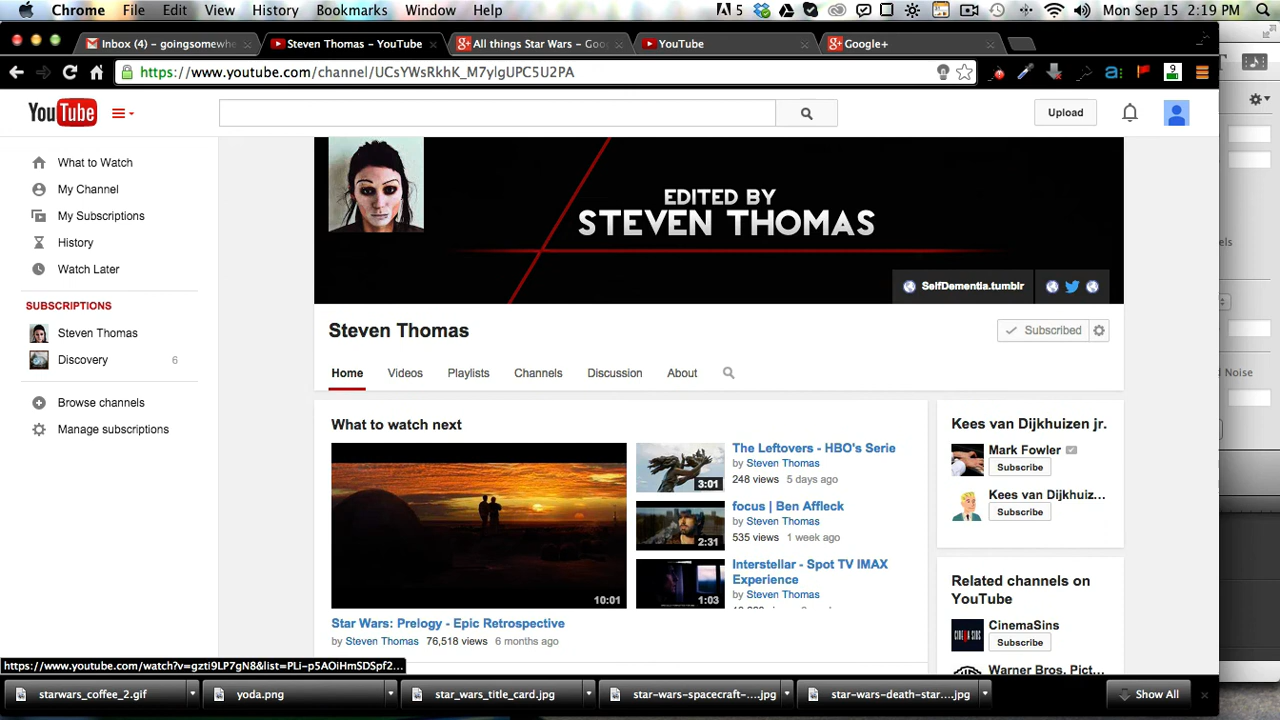 Chrome File Edit View History Bookmarks Window Help 5 Mon Sep 15 2:19 PM
Inbox (4) – goingsomewhe Steven Thomas – YouTube All things Star Wars – Goo YouTube Google+
https://www.youtube.com/channel/UCsYWsRkhK_M7ylgUPC5U2PA a: 9
YouTube Upload
What to Watch
My Channel
My Subscriptions
History
Watch Later
SUBSCRIPTIONS
Steven Thomas
Discovery 6
Browse channels
Manage subscriptions
EDITED BY
STEVEN THOMAS
SelfDementia.tumblr
Steven Thomas
Subscribed
Home Videos Playlists Channels Discussion About
What to watch next
10:01
Star Wars: Prelogy - Epic Retrospective
by Steven Thomas 76,518 views 6 months ago
3:01
The Leftovers - HBO's Serie
by Steven Thomas
248 views 5 days ago
2:31
focus | Ben Affleck
by Steven Thomas
535 views 1 week ago
1:03
Interstellar - Spot TV IMAX
Experience
by Steven Thomas
Kees van Dijkhuizen jr.
Mark Fowler
Subscribe
Kees van Dijkhuiz...
Subscribe
Related channels on
YouTube
CinemaSins
Subscribe
Warner Bros. Pict...
els
Noise
https://www.youtube.com/watch?v=gzti9LP7gN8&list=PLi-p5AOiHmSDSpf2...
starwars_coffee_2.gif yoda.png star_wars_title_card.jpg star-wars-spacecraft-....jpg star-wars-death-star....jpg Show All